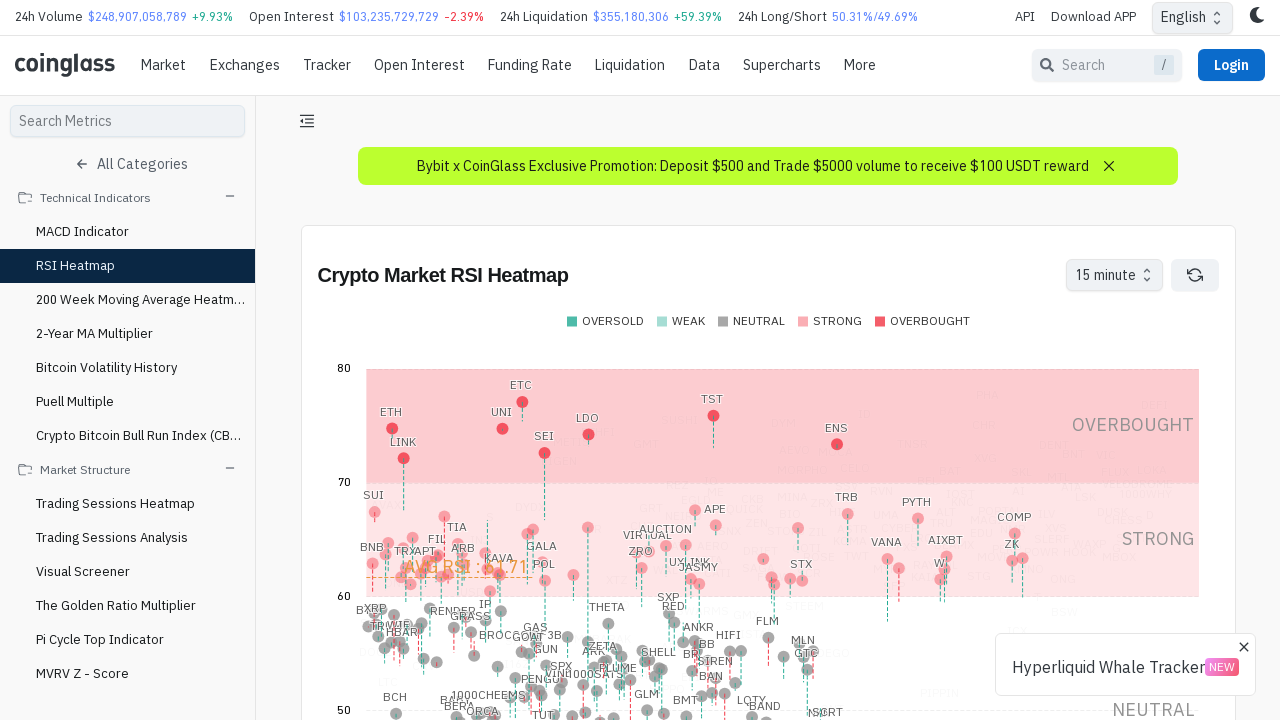 24h Volume $248,907,058,789 +9.93% Open Interest $103,235,729,729 -2.39% 24h Liquidation $355,180,306 +59.39% 24h Long/Short 50.31%/49.69% API Download APP English
coinglass Market Exchanges Tracker Open Interest Funding Rate Liquidation Data Supercharts More Search / Login
Search Metrics
All Categories
Technical Indicators
MACD Indicator
RSI Heatmap
200 Week Moving Average Heatm...
2-Year MA Multiplier
Bitcoin Volatility History
Puell Multiple
Crypto Bitcoin Bull Run Index (CB...
Market Structure
Trading Sessions Heatmap
Trading Sessions Analysis
Visual Screener
The Golden Ratio Multiplier
Pi Cycle Top Indicator
MVRV Z - Score
Bybit x CoinGlass Exclusive Promotion: Deposit $500 and Trade $5000 volume to receive $100 USDT reward
Crypto Market RSI Heatmap
15 minute
OVERSOLD WEAK NEUTRAL STRONG OVERBOUGHT
80
ETC
ETH UNI LDO TST
OVERBOUGHT
LINK SEI ENS
70
SUI TRB PYTH
TIA AUCTION APE COMP
FIL VIRTUAL STRONG
BNB TRX APT ARB GALA ZRO VANA AIXBT ZK
KAVA POL JASMY STX W
AVG RSI : 61.71
60
BXRP RENDER IP THETA SXP RED
GRASS FLM
HBAR GAS ANKR
GOAT BROCCOLI HIFI MLN
GUN ZETA SHELL BB GTC
SPX PLUME SIREN
PENGU 1000SATS BAN
BCH 1000CHEEMS GLM BMT LQTY
BERA ORCA TUT BAND SCRT
50
NEUTRAL
Hyperliquid Whale Tracker NEW